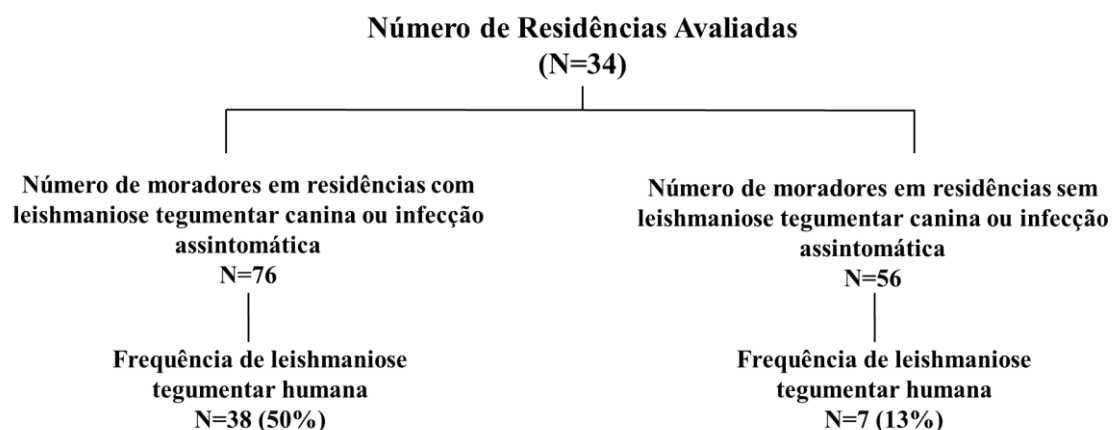 Número de Residências Avaliadas
(N=34)
Número de moradores em residências com
leishmaniose tegumentar canina ou infecção
assintomática
N=76
Número de moradores em residências sem
leishmaniose tegumentar canina ou infecção
assintomática
N=56
Frequência de leishmaniose
tegumentar humana
N=38 (50%)
Frequência de leishmaniose
tegumentar humana
N=7 (13%)